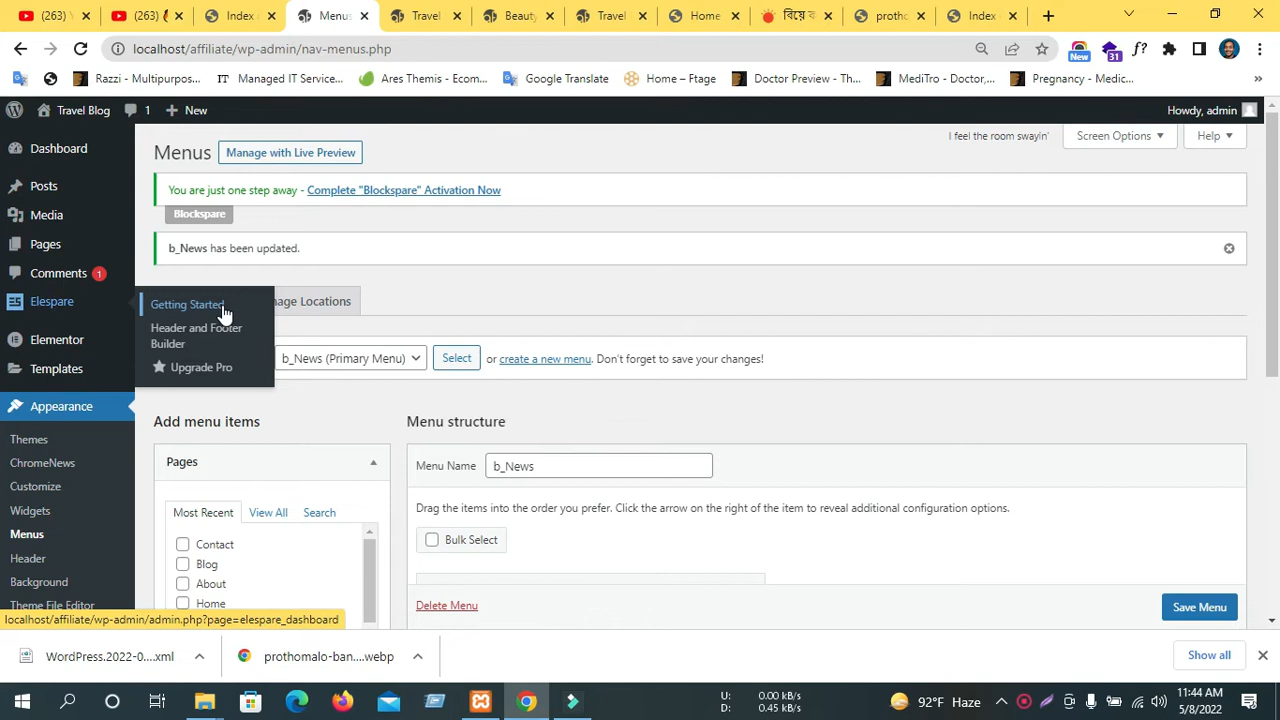 (263)
(263)
Index
Menus
Travel
Beauty
Travel
Home
বিয়ে
proth
Index
localhost/affiliate/wp-admin/nav-menus.php
New
31
Razzi - Multipurpos...
IT Managed IT Service...
Ares Themis - Ecom...
Google Translate
Home – Ftage
Doctor Preview - Th...
MediTro - Doctor,...
Pregnancy - Medic...
»
Travel Blog
1
New
Howdy, admin
Dashboard
Posts
Media
Pages
Comments 1
Elespare
Elementor
Templates
Appearance
Themes
ChromeNews
Customize
Widgets
Menus
Header
Background
Theme File Editor
Getting Started
Header and Footer
Builder
Upgrade Pro
I feel the room swayin'
Screen Options
Help
Menus
Manage with Live Preview
You are just one step away - Complete "Blockspare" Activation Now
Blockspare
b_News has been updated.
nage Locations
b_News (Primary Menu)
Select
or create a new menu. Don't forget to save your changes!
Add menu items
Menu structure
Pages
Menu Name
b_News
Most Recent
View All
Search
Drag the items into the order you prefer. Click the arrow on the right of the item to reveal additional configuration options.
Contact
Blog
About
Home
Bulk Select
Delete Menu
Save Menu
localhost/affiliate/wp-admin/admin.php?page=elespare_dashboard
WordPress.2022-0....xml
prothomalo-ban....webp
Show all
U: 0.00 kB/s
D: 0.45 kB/s
92°F Haze
11:44 AM
5/8/2022